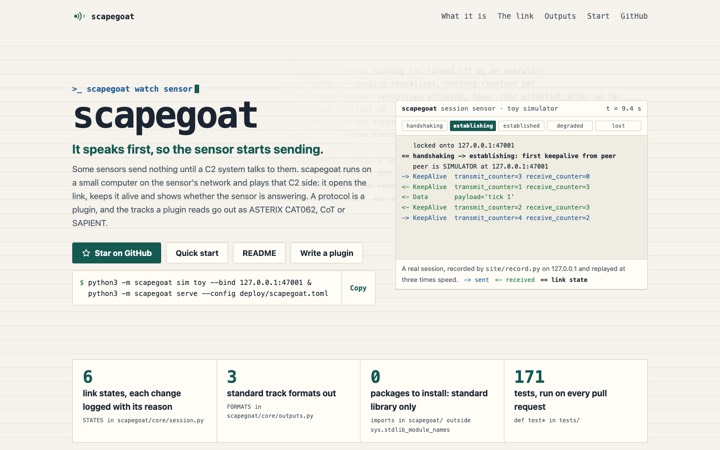 scapegoat
What it is The link Outputs Start GitHub
>_ scapegoat watch sensor
scapegoat
It speaks first, so the sensor starts sending.
Some sensors send nothing until a C2 system talks to them. scapegoat runs on
a small computer on the sensor's network and plays that C2 side: it opens the
link, keeps it alive and shows whether the sensor is answering. A protocol is a
plugin, and the tracks a plugin reads go out as ASTERIX CAT062, CoT or
SAPIENT.
Star on GitHub Quick start README Write a plugin
$ python3 -m scapegoat sim toy --bind 127.0.0.1:47001 &
python3 -m scapegoat serve --config deploy/scapegoat.toml
Copy
scapegoat session sensor · toy simulator t = 9.4 s
handshaking establishing established degraded lost
locked onto 127.0.0.1:47001
== handshaking -> establishing: first keepalive from peer
peer is SIMULATOR at 127.0.0.1:47001
-> KeepAlive transmit_counter=3 receive_counter=0
<- KeepAlive transmit_counter=1 receive_counter=3
<- Data payload='tick 1'
<- KeepAlive transmit_counter=2 receive_counter=3
-> KeepAlive transmit_counter=4 receive_counter=2
A real session, recorded by site/record.py on 127.0.0.1 and replayed at
three times speed. -> sent <- received == link state
6
link states, each change
logged with its reason
STATES in scapegoat/core/session.py
3
standard track formats out
FORMATS in
scapegoat/core/outputs.py
0
packages to install: standard
library only
imports in scapegoat/ outside
sys.stdlib_module_names
171
tests, run on every pull
request
def test* in tests/